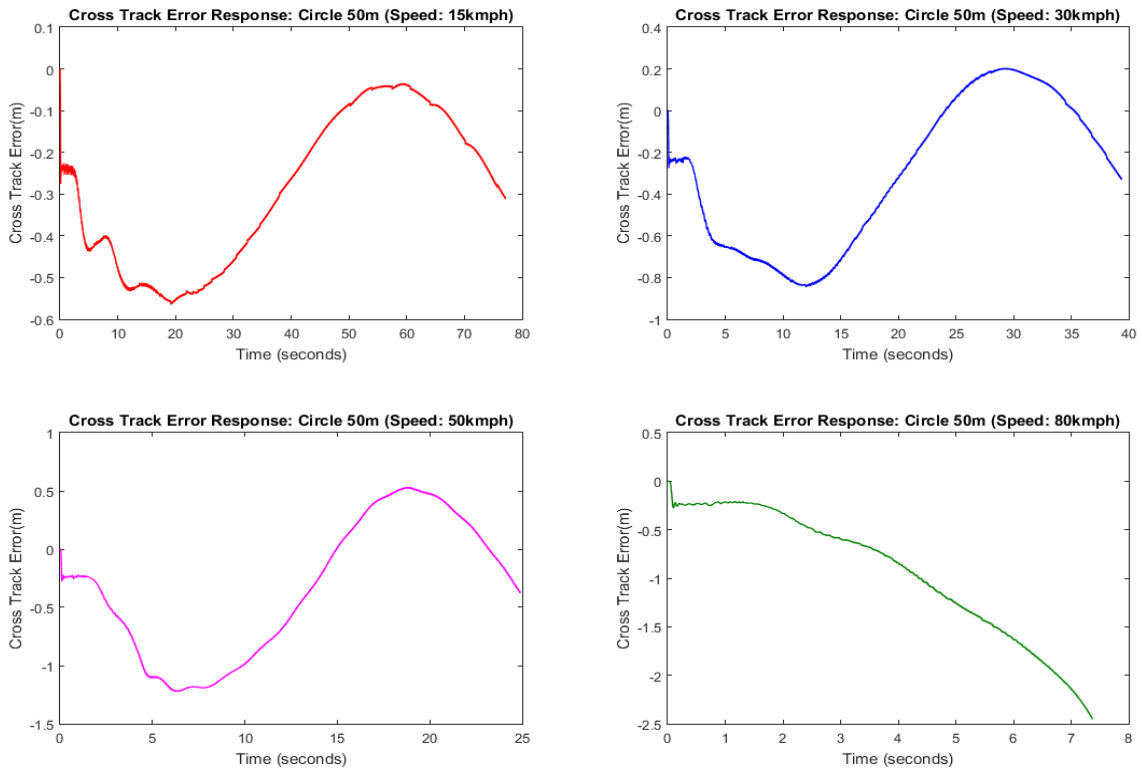 Cross Track Error Response: Circle 50m (Speed: 15kmph)
0.1
0
-0.1
-0.2
-0.3
-0.4
-0.5
-0.6
Cross Track Error(m)
0 10 20 30 40 50 60 70 80
Time (seconds)
Cross Track Error Response: Circle 50m (Speed: 30kmph)
0.4
0.2
0
-0.2
-0.4
-0.6
-0.8
-1
Cross Track Error(m)
0 5 10 15 20 25 30 35 40
Time (seconds)
Cross Track Error Response: Circle 50m (Speed: 50kmph)
1
0.5
0
-0.5
-1
-1.5
Cross Track Error(m)
0 5 10 15 20 25
Time (seconds)
Cross Track Error Response: Circle 50m (Speed: 80kmph)
0.5
0
-0.5
-1
-1.5
-2
-2.5
Cross Track Error(m)
0 1 2 3 4 5 6 7 8
Time (seconds)